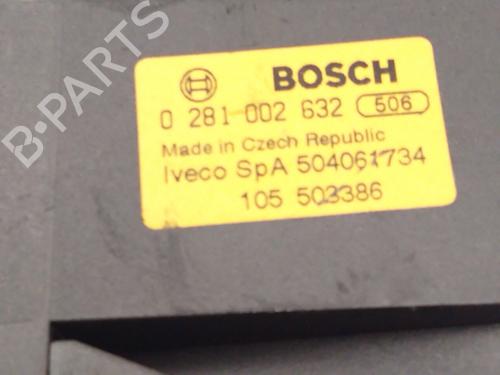 B-PARTS
BOSCH
0 281 002 632 506
Made in Czech Republic
Iveco SpA 504061734
105 503386